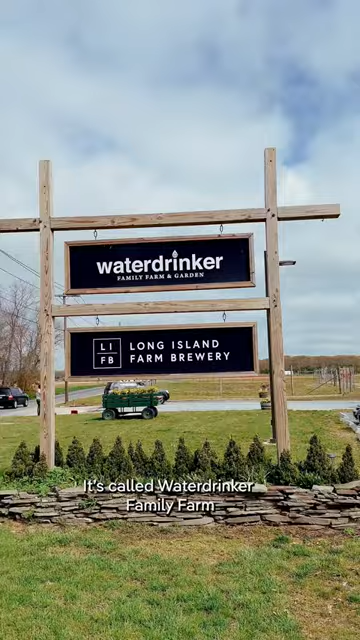 waterdrinker
FAMILY FARM & GARDEN
LI
FB
LONG ISLAND
FARM BREWERY
It's called Waterdrinker
Family Farm